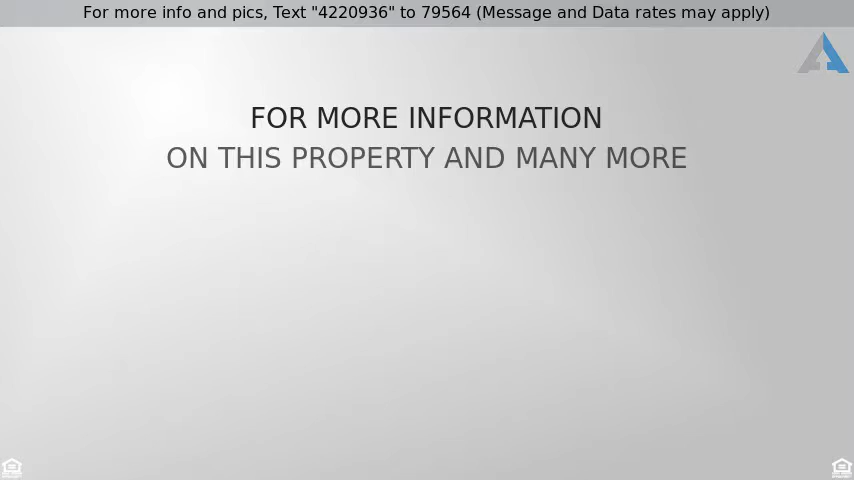 For more info and pics, Text "4220936" to 79564 (Message and Data rates may apply)
FOR MORE INFORMATION
ON THIS PROPERTY AND MANY MORE